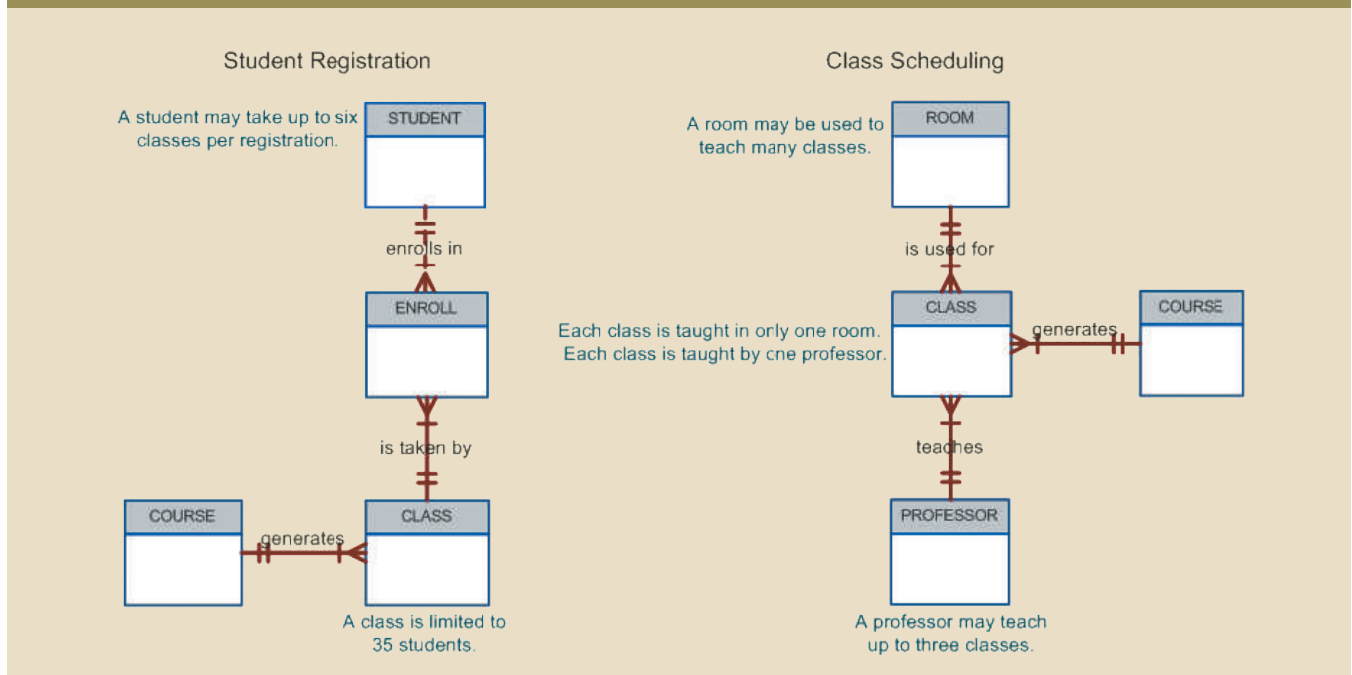 Student Registration
A student may take up to six
classes per registration.
STUDENT
enrolls in
ENROLL
is taken by
COURSE
generates
CLASS
A class is limited to
35 students.
Class Scheduling
A room may be used to
teach many classes.
ROOM
is used for
Each class is taught in only one room.
Each class is taught by one professor.
CLASS
generates
COURSE
teaches
PROFESSOR
A professor may teach
up to three classes.